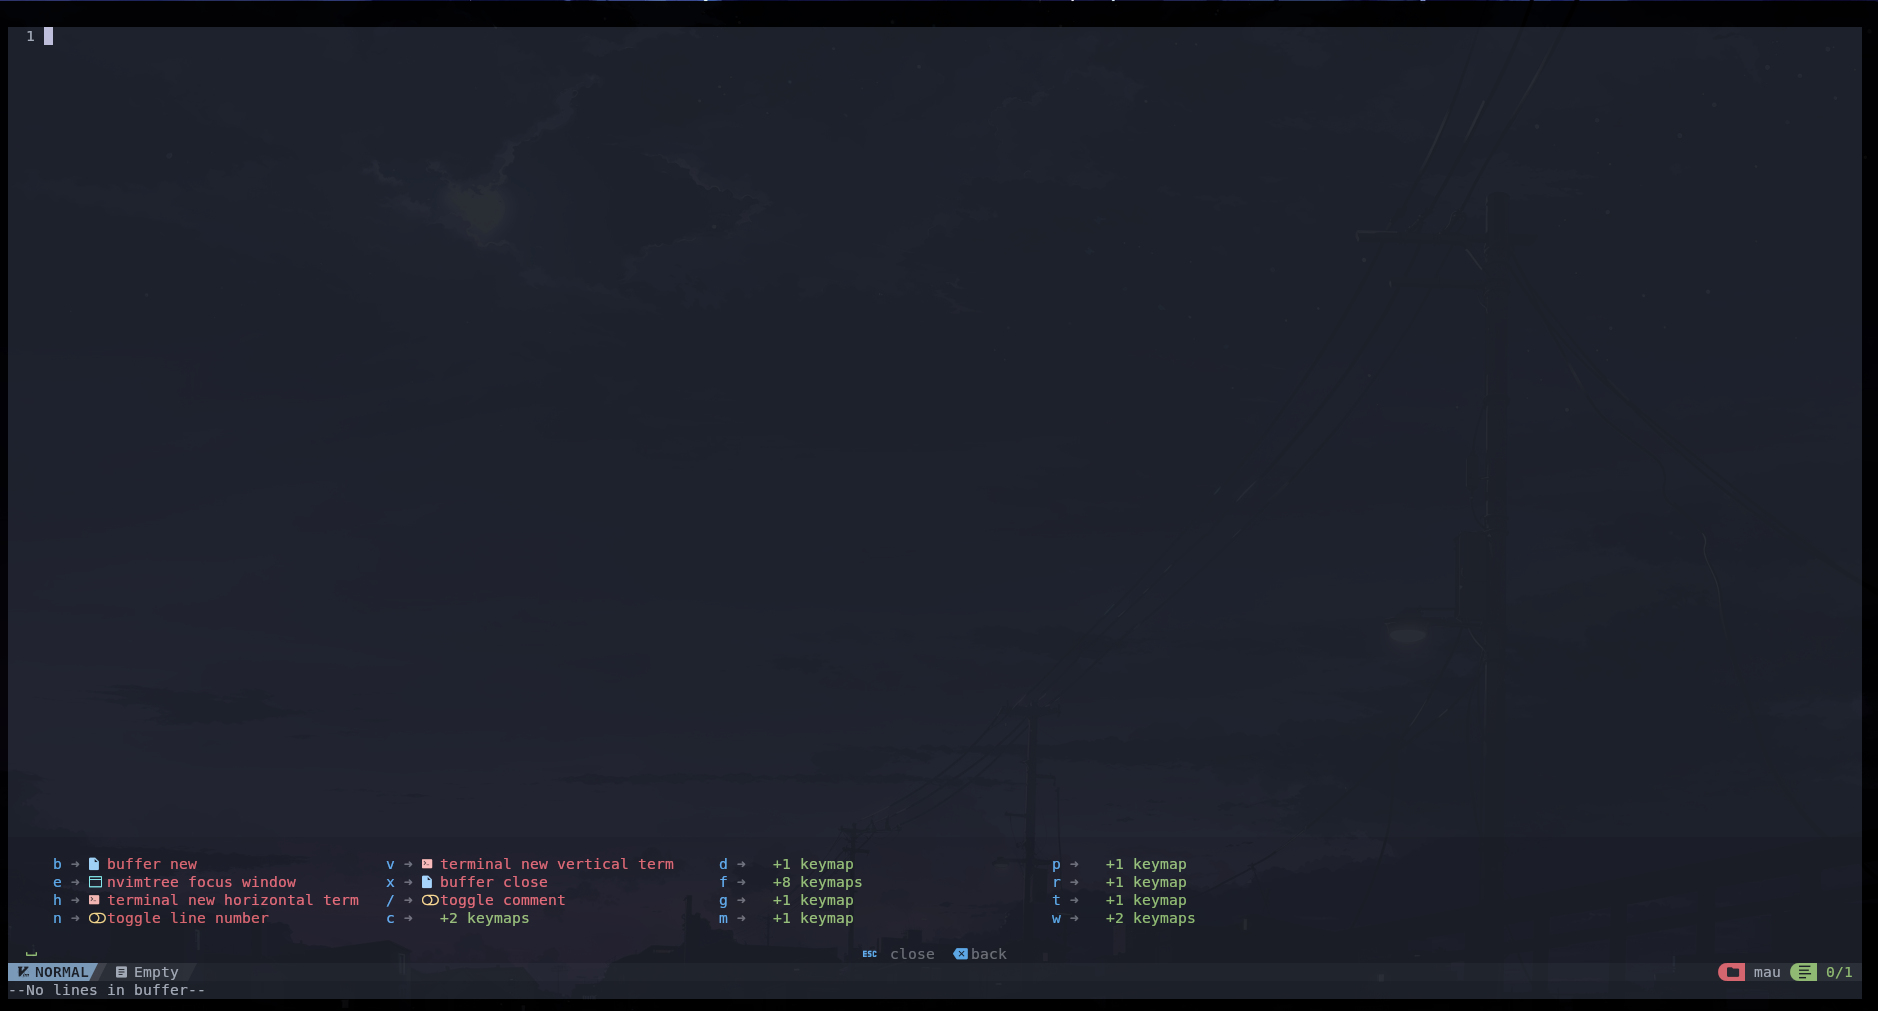 1
b → buffer new v → terminal new vertical term d → +1 keymap p → +1 keymap
e → nvimtree focus window x → buffer close f → +8 keymaps r → +1 keymap
h → terminal new horizontal term / → toggle comment g → +1 keymap t → +1 keymap
n → toggle line number c → +2 keymaps m → +1 keymap w → +2 keymaps
ESC close back
NORMAL Empty mau 0/1
--No lines in buffer--